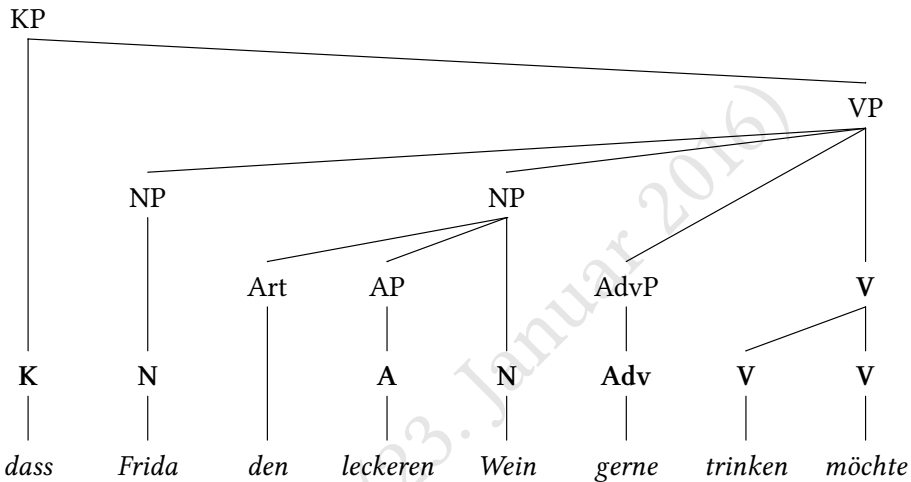 KP
VP
NP NP
Art AP AdvP V
K N A N Adv V V
dass Frida den leckeren Wein gerne trinken möchte
(23. Januar 2016)